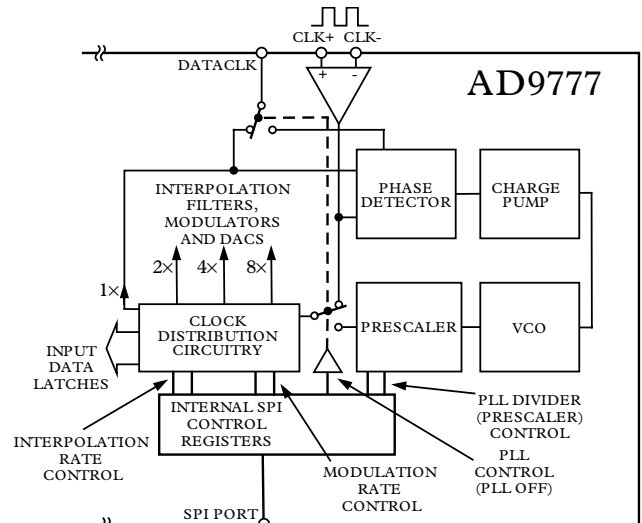 CLK+ CLK-
DATACLK
+ -
AD9777
INTERPOLATION
FILTERS,
MODULATORS
AND DACS
PHASE
DETECTOR
CHARGE
PUMP
2× 4× 8×
1×
CLOCK
DISTRIBUTION
CIRCUITRY
PRESCALER
VCO
INPUT
DATA
LATCHES
INTERNAL SPI
CONTROL
REGISTERS
PLL DIVIDER
(PRESCALER)
CONTROL
INTERPOLATION
RATE
CONTROL
MODULATION
RATE
CONTROL
PLL
CONTROL
(PLL OFF)
SPI PORT